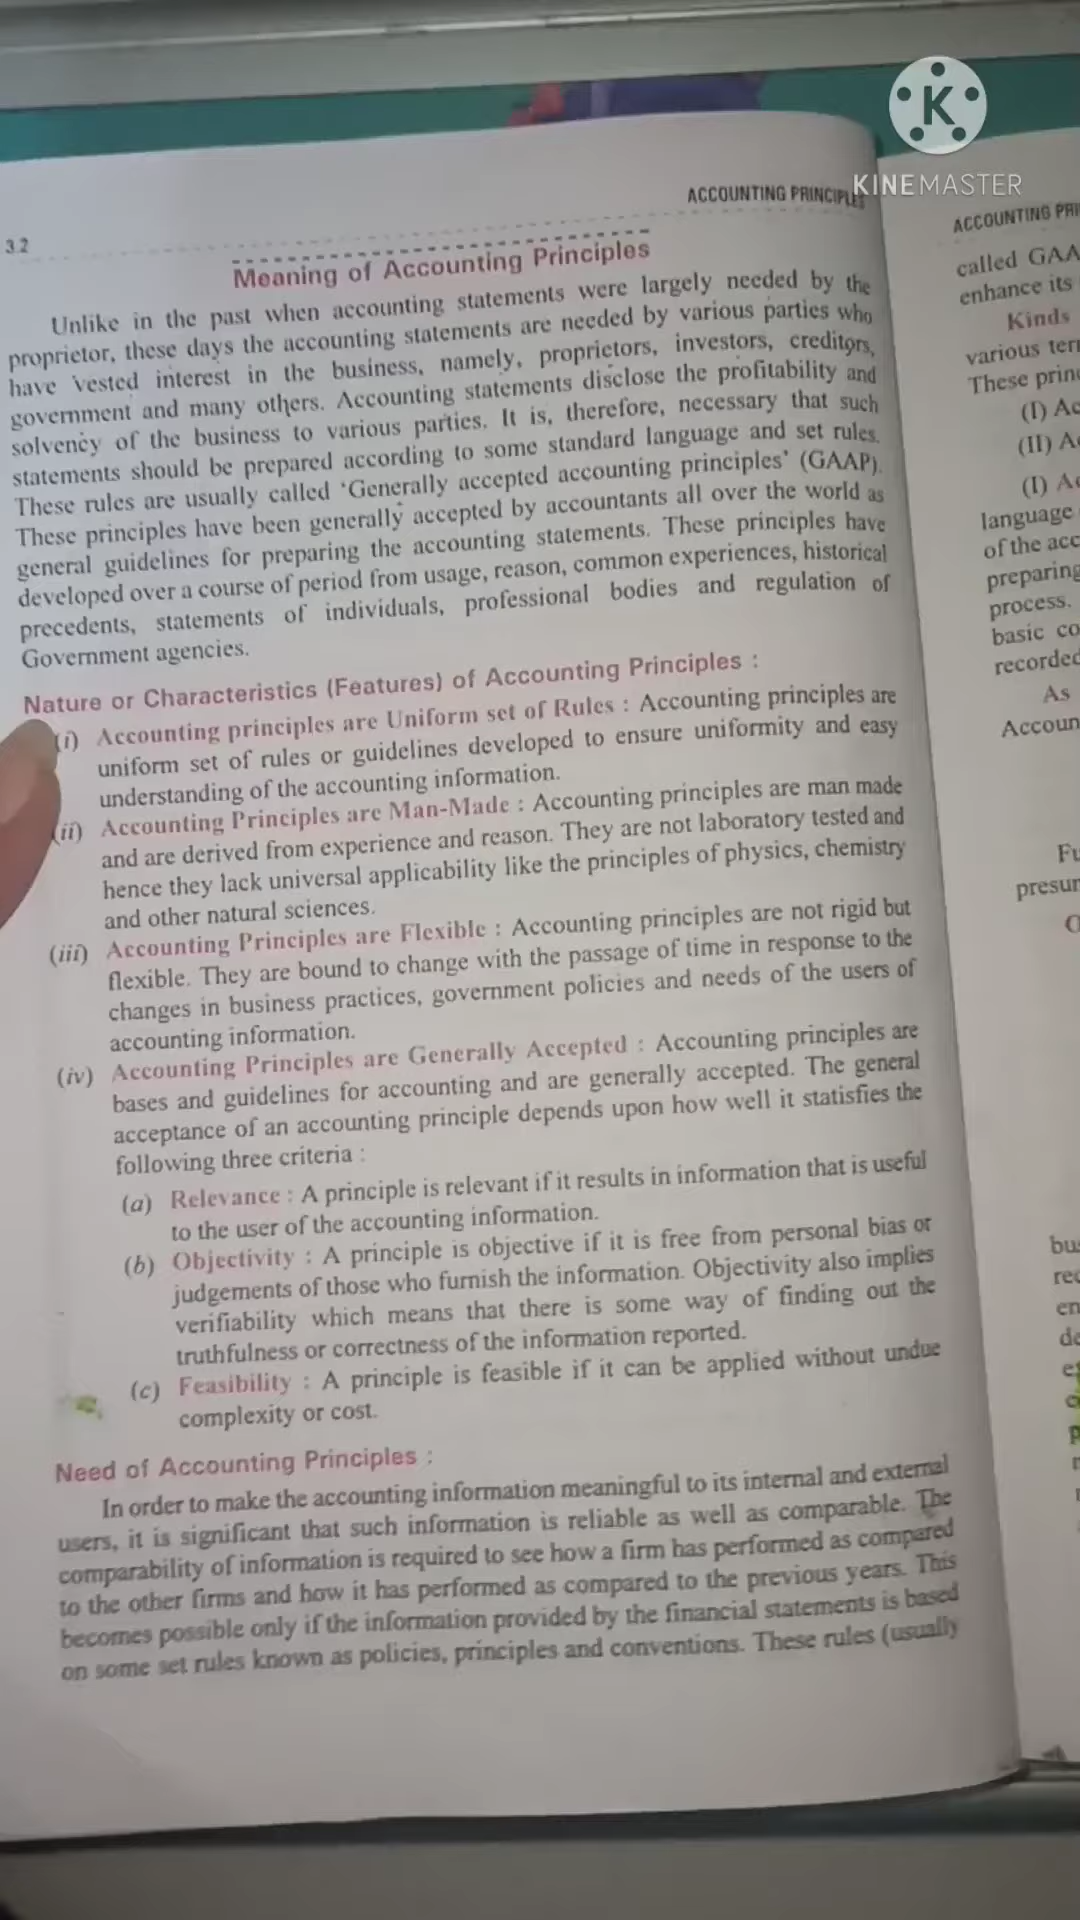 K
KINEMASTER
ACCOUNTING PRINCIPLES
3.2
Meaning of Accounting Principles
Unlike in the past when accounting statements were largely needed by the
proprietor, these days the accounting statements are needed by various parties who
have vested interest in the business, namely, proprietors, investors, creditors,
government and many others. Accounting statements disclose the profitability and
solvency of the business to various parties. It is, therefore, necessary that such
statements should be prepared according to some standard language and set rules.
These rules are usually called ‘Generally accepted accounting principles’ (GAAP).
These principles have been generally accepted by accountants all over the world as
general guidelines for preparing the accounting statements. These principles have
developed over a course of period from usage, reason, common experiences, historical
precedents, statements of individuals, professional bodies and regulation of
Government agencies.
Nature or Characteristics (Features) of Accounting Principles :
(i) Accounting principles are Uniform set of Rules : Accounting principles are
uniform set of rules or guidelines developed to ensure uniformity and easy
understanding of the accounting information.
(ii) Accounting Principles are Man-Made : Accounting principles are man made
and are derived from experience and reason. They are not laboratory tested and
hence they lack universal applicability like the principles of physics, chemistry
and other natural sciences.
(iii) Accounting Principles are Flexible : Accounting principles are not rigid but
flexible. They are bound to change with the passage of time in response to the
changes in business practices, government policies and needs of the users of
accounting information.
(iv) Accounting Principles are Generally Accepted : Accounting principles are
bases and guidelines for accounting and are generally accepted. The general
acceptance of an accounting principle depends upon how well it statisfies the
following three criteria :
(a) Relevance : A principle is relevant if it results in information that is useful
to the user of the accounting information.
(b) Objectivity : A principle is objective if it is free from personal bias or
judgements of those who furnish the information. Objectivity also implies
verifiability which means that there is some way of finding out the
truthfulness or correctness of the information reported.
(c) Feasibility : A principle is feasible if it can be applied without undue
complexity or cost.
Need of Accounting Principles :
In order to make the accounting information meaningful to its internal and external
users, it is significant that such information is reliable as well as comparable. The
comparability of information is required to see how a firm has performed as compared
to the other firms and how it has performed as compared to the previous years. This
becomes possible only if the information provided by the financial statements is based
on some set rules known as policies, principles and conventions. These rules (usually
ACCOUNTING PRI
called GAA
enhance its
Kinds
various ter
These prin
(I) Ac
(II) A
(I) Ac
language
of the acc
preparing
process.
basic co
recorded
As
Accoun
Fu
presu
O
bus
rec
en
de